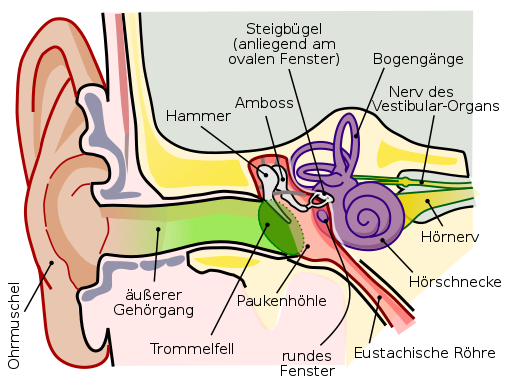 Steigbügel
(anliegend am
ovalen Fenster)
Bogengänge
Nerv des
Vestibular-Organs
Amboss
Hammer
Hörnerv
Hörschnecke
äußerer
Gehörgang
Paukenhöhle
Ohrmuschel
Trommelfell
rundes
Fenster
Eustachische Röhre